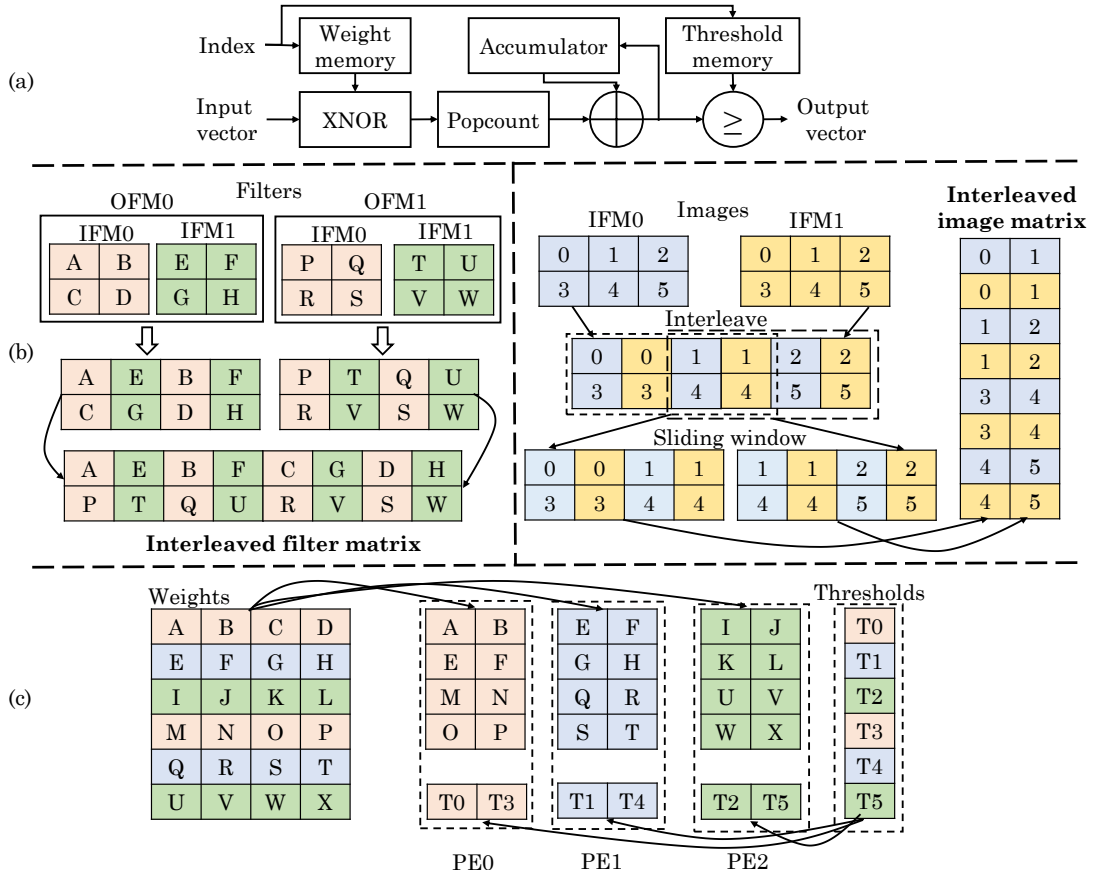 (a)
Index
Weight memory
Accumulator
Threshold memory
Input vector
XNOR
Popcount
≥
Output vector
(b)
Filters
OFM0 OFM1
IFM0 IFM1 IFM0 IFM1
A B E F P Q T U
C D G H R S V W
A E B F P T Q U
C G D H R V S W
A E B F C G D H
P T Q U R V S W
Interleaved filter matrix
Images
IFM0 IFM1
0 1 2 0 1 2
3 4 5 3 4 5
Interleave
0 0 1 1 2 2
3 3 4 4 5 5
Sliding window
0 0 1 1 1 1 2 2
3 3 4 4 4 4 5 5
Interleaved
image matrix
0 1
0 1
1 2
1 2
3 4
3 4
4 5
4 5
(c)
Weights
A B C D
E F G H
I J K L
M N O P
Q R S T
U V W X
A B
E F
M N
O P
T0 T3
PE0
E F
G H
Q R
S T
T1 T4
PE1
I J
K L
U V
W X
T2 T5
PE2
Thresholds
T0
T1
T2
T3
T4
T5